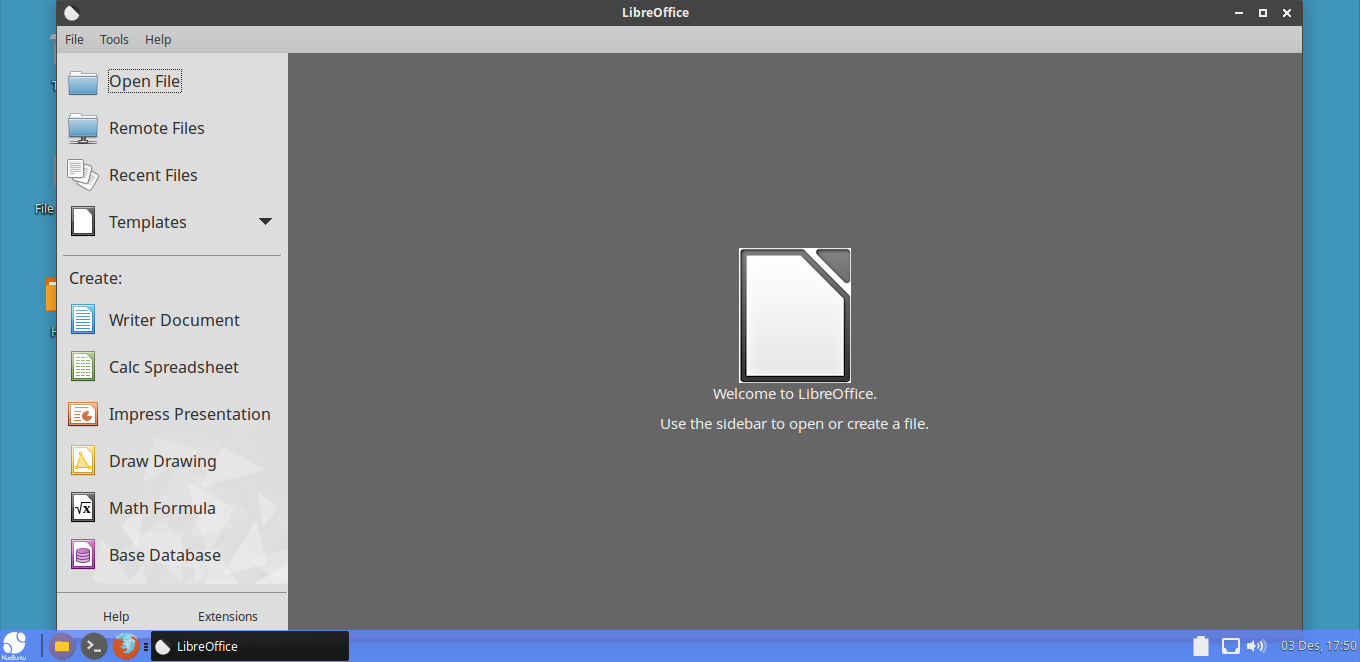 LibreOffice
File Tools Help
Open File
Remote Files
Recent Files
Templates
Create:
Writer Document
Calc Spreadsheet
Impress Presentation
Draw Drawing
Math Formula
Base Database
Help Extensions
Welcome to LibreOffice.
Use the sidebar to open or create a file.
File
NusBuntu
LibreOffice
03 Des, 17:50